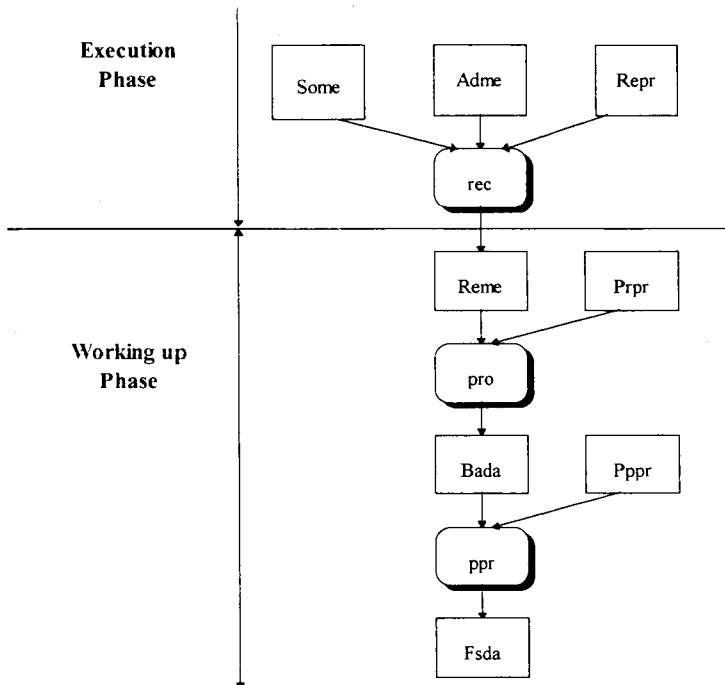 Execution
Phase
Some
Adme
Repr
rec
Reme
Prpr
Working up
Phase
pro
Bada
Pppr
ppr
Fsda